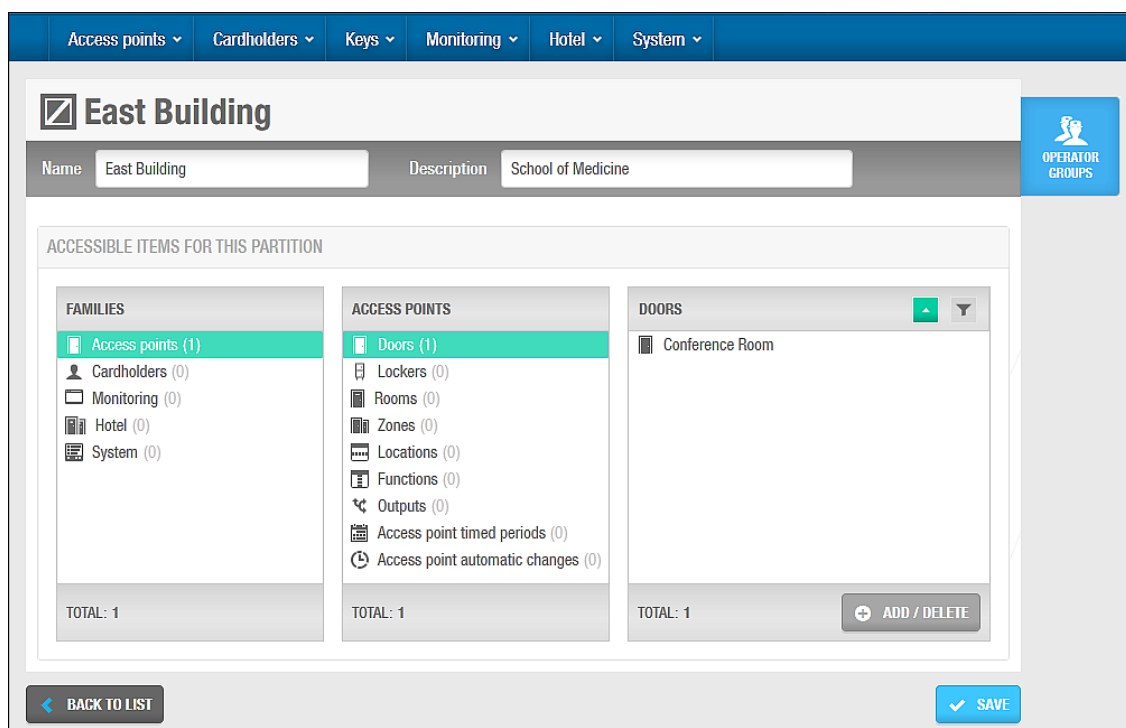 Access points Cardholders Keys Monitoring Hotel System
East Building
OPERATOR
GROUPS
Name East Building Description School of Medicine
ACCESSIBLE ITEMS FOR THIS PARTITION
FAMILIES
Access points (1)
Cardholders (0)
Monitoring (0)
Hotel (0)
System (0)
TOTAL: 1
ACCESS POINTS
Doors (1)
Lockers (0)
Rooms (0)
Zones (0)
Locations (0)
Functions (0)
Outputs (0)
Access point timed periods (0)
Access point automatic changes (0)
TOTAL: 1
DOORS
Conference Room
TOTAL: 1
ADD / DELETE
BACK TO LIST
SAVE